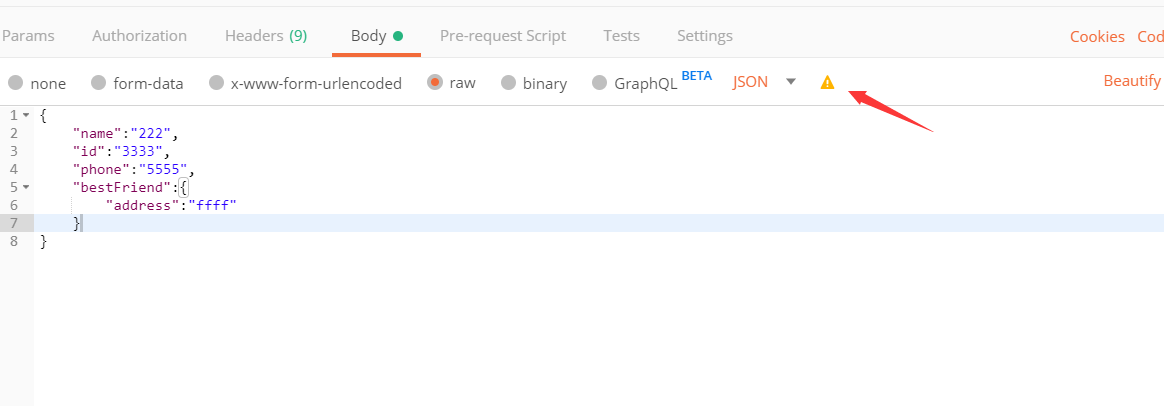 Params Authorization Headers (9) Body Pre-request Script Tests Settings Cookies Cod
none form-data x-www-form-urlencoded raw binary GraphQL BETA JSON Beautify
1 {
2 "name":"222",
3 "id":"3333",
4 "phone":"5555",
5 "bestFriend":{
6 "address":"ffff"
7 }
8 }